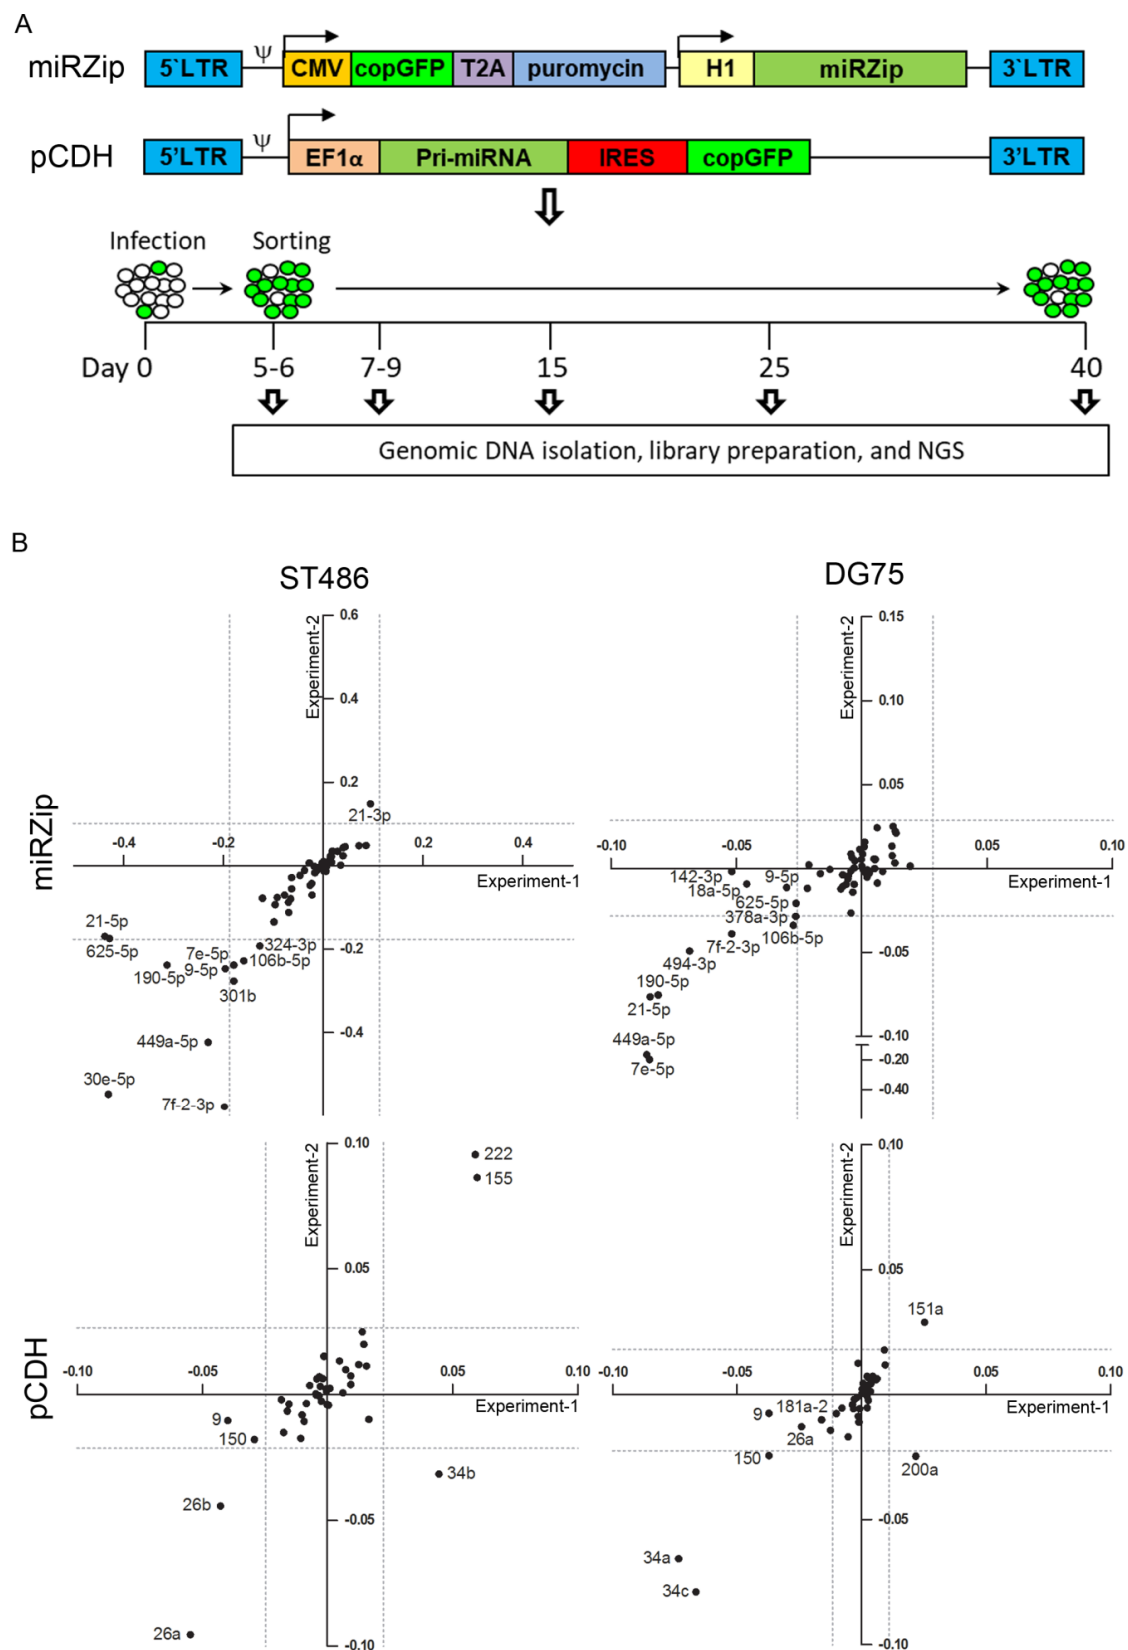 A
miRZip
5`LTR
ψ
CMV
copGFP
T2A
puromycin
H1
miRZip
3`LTR
pCDH
5'LTR
ψ
EF1α
Pri-miRNA
IRES
copGFP
3'LTR
Infection
Sorting
Day 0
5-6
7-9
15
25
40
Genomic DNA isolation, library preparation, and NGS
B
ST486
DG75
miRZip
Experiment-2
0.6
0.4
0.2
21-3p
-0.4
-0.2
0.2
0.4
Experiment-1
21-5p
625-5p
190-5p
7e-5p
9-5p
324-3p
-0.2
106b-5p
301b
449a-5p
-0.4
30e-5p
7f-2-3p
Experiment-2
0.15
0.10
0.05
-0.10
-0.05
0.05
0.10
Experiment-1
142-3p
9-5p
18a-5p
625-5p
378a-3p
106b-5p
7f-2-3p
-0.05
494-3p
190-5p
21-5p
-0.10
449a-5p
-0.20
7e-5p
-0.40
pCDH
Experiment-2
0.10
222
155
0.05
-0.10
-0.05
0.05
0.10
Experiment-1
9
150
34b
26b
-0.05
26a
-0.10
Experiment-2
0.10
0.05
151a
-0.10
-0.05
0.05
0.10
Experiment-1
9
181a-2
26a
150
200a
-0.05
34a
34c
-0.10